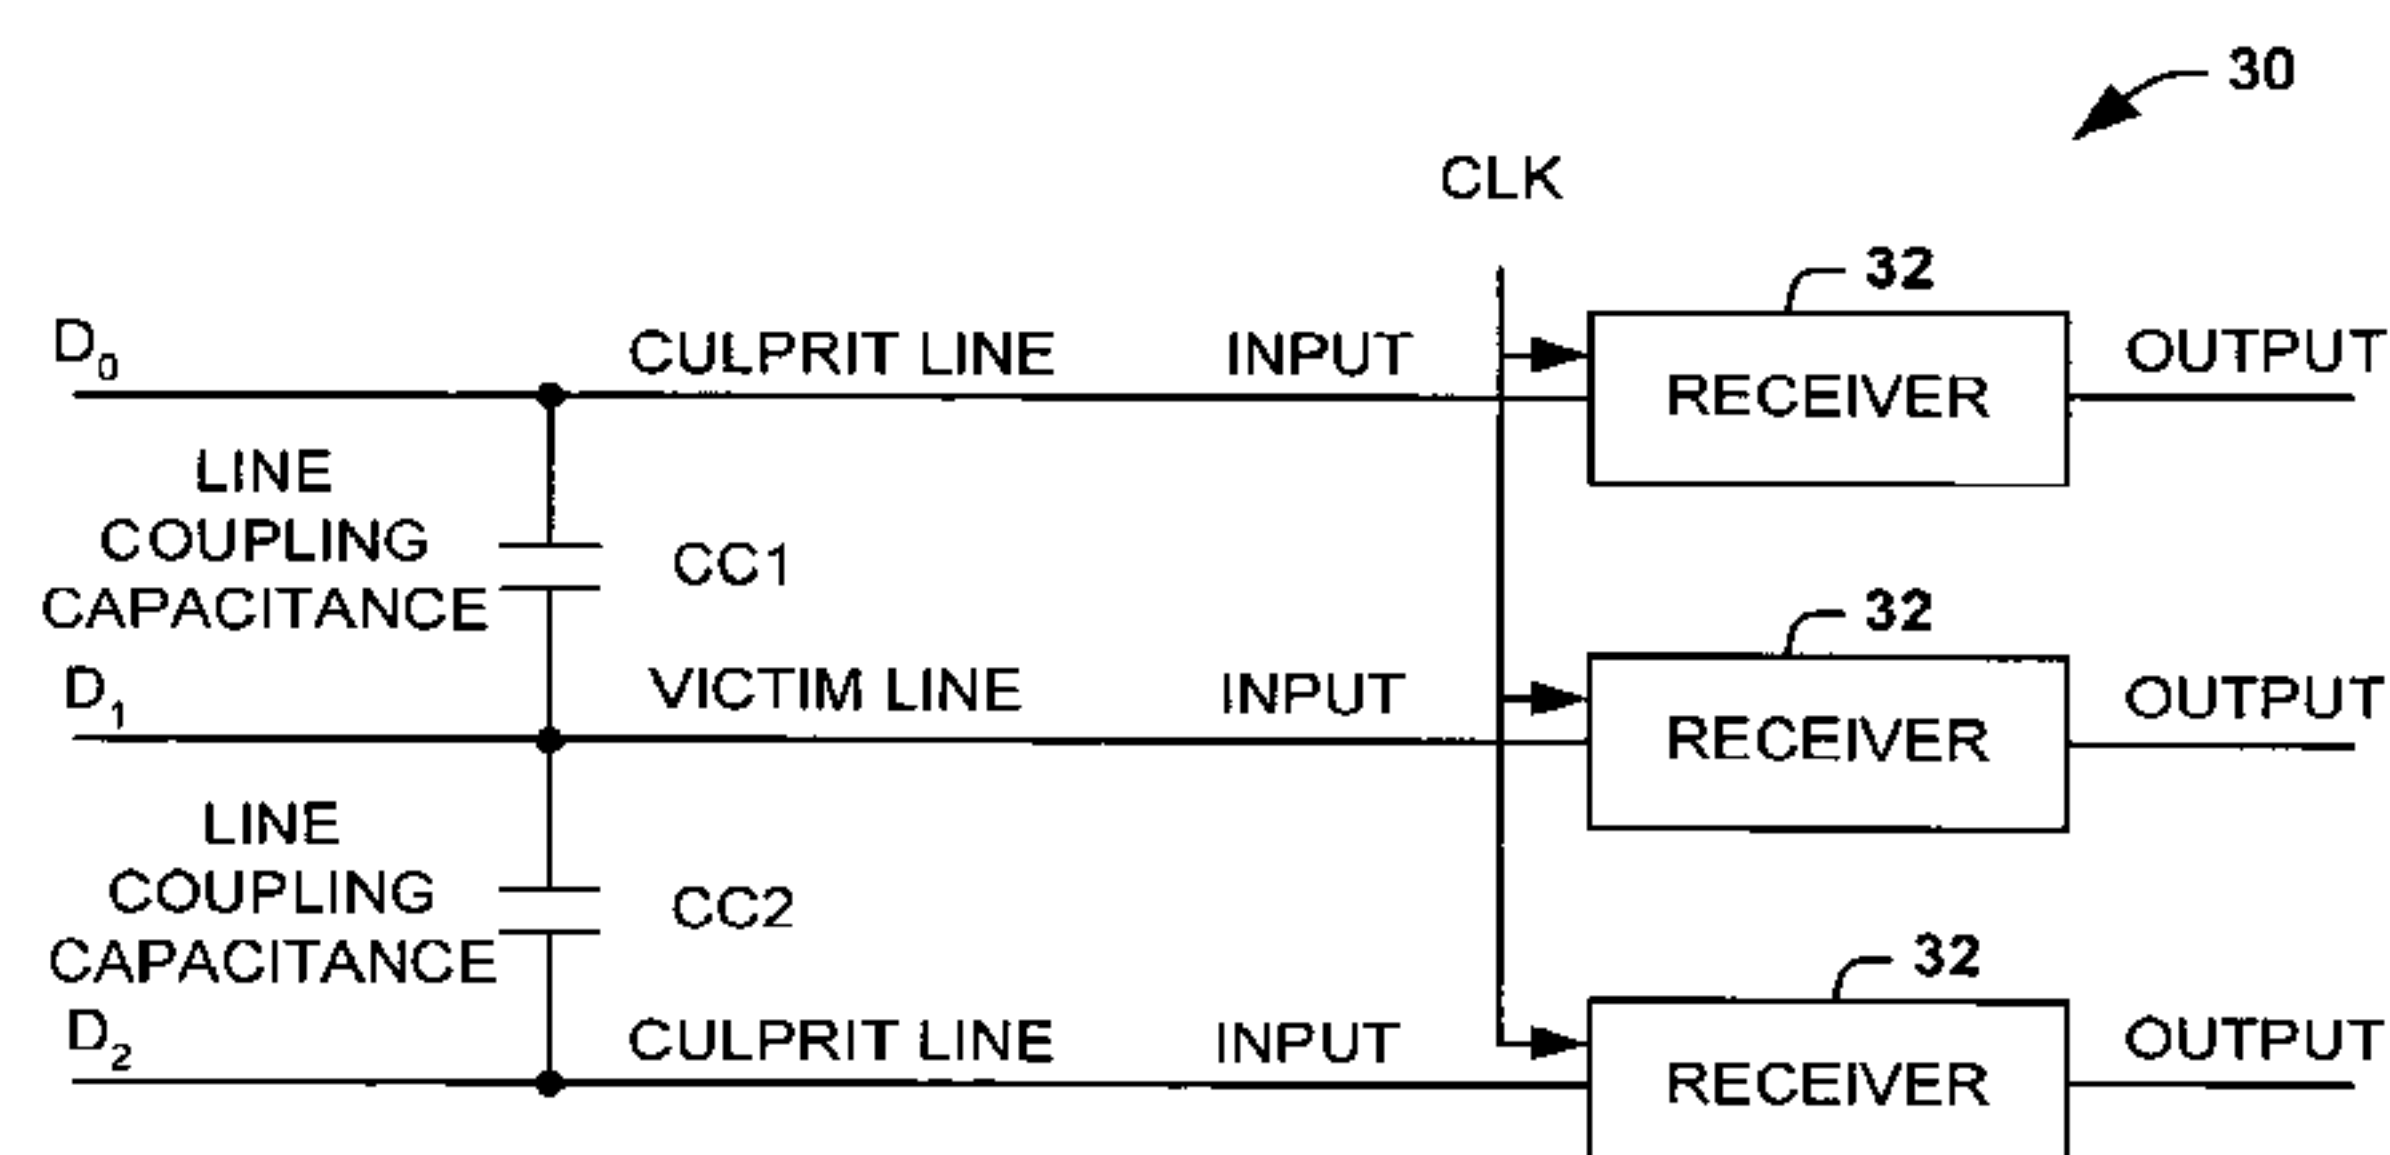 30
CLK
32
D0
CULPRIT LINE
INPUT
RECEIVER
OUTPUT
LINE
COUPLING
CAPACITANCE
CC1
32
D1
VICTIM LINE
INPUT
RECEIVER
OUTPUT
LINE
COUPLING
CAPACITANCE
CC2
32
D2
CULPRIT LINE
INPUT
RECEIVER
OUTPUT